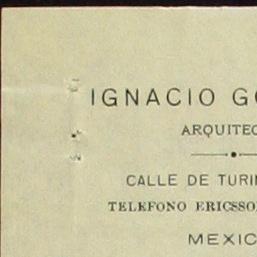 IGNACIO G
ARQUITEC
CALLE DE TURI
TELEFONO ERICSSO
MEXIC